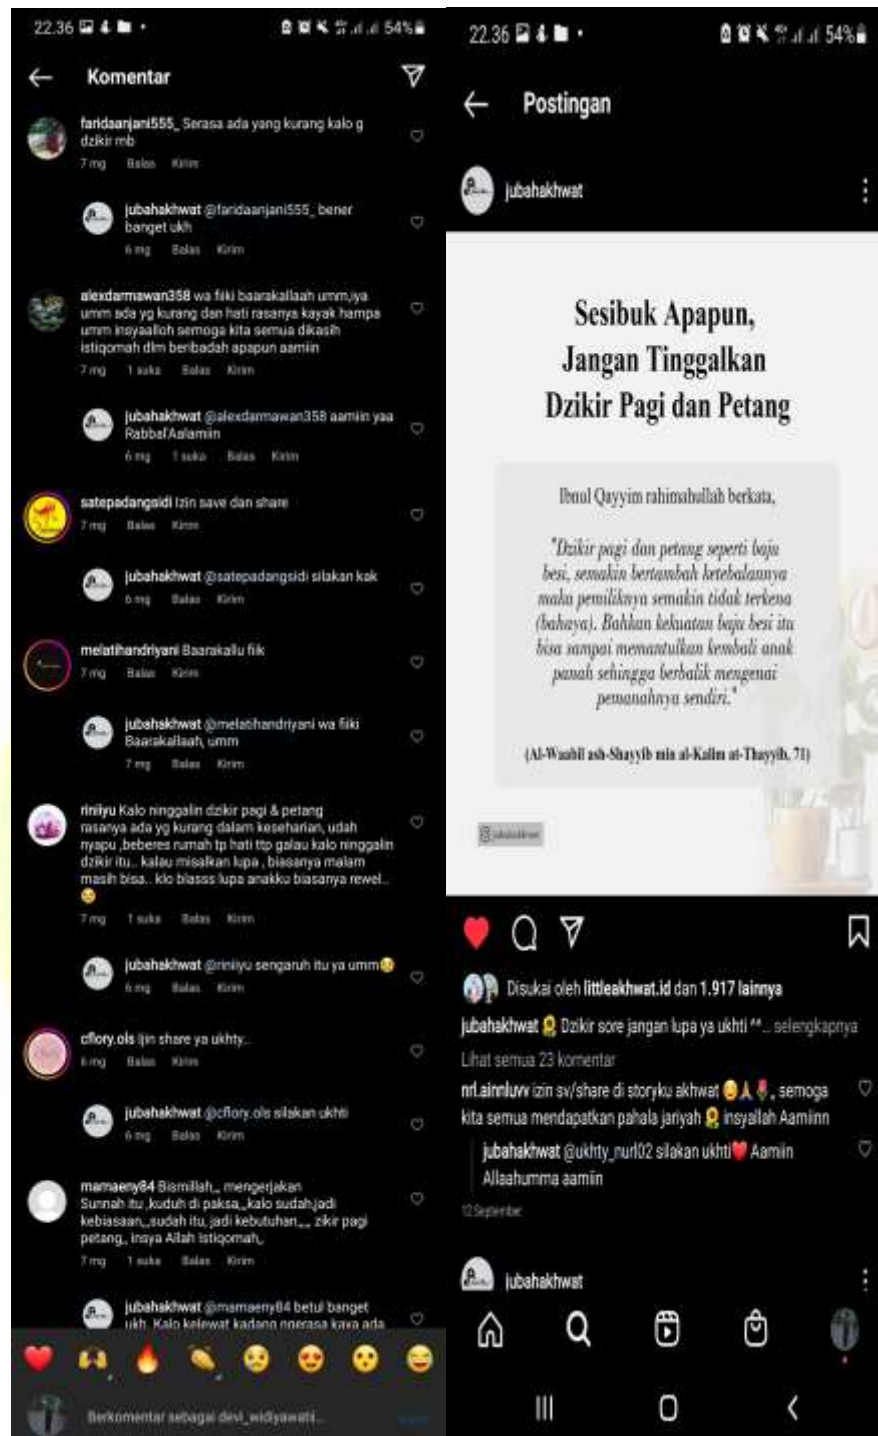 22.36
54%
Komentar
faridaanjani555_ Serasa ada yang kurang kalo g
dzikir mb
7 mg Balas Kirim
jubahakhwat @faridaanjani555_ bener
banget ukh
6 mg Balas Kirim
alexdarmawan358 wa fiiki baarakallaah umm,iya
umm ada yg kurang dan hati rasanya kayak hampa
umm insyaalloh semoga kita semua dikasih
istiqomah dlm beribadah apapun aamiin
7 mg 1 suka Balas Kirim
jubahakhwat @alexdarmawan358 aamiin yaa
Rabbal'Aalamiin
6 mg 1 suka Balas Kirim
satepadangsidi Izin save dan share
7 mg Balas Kirim
jubahakhwat @satepadangsidi silakan kak
6 mg Balas Kirim
melatihandriyani Baarakallu fiik
7 mg Balas Kirim
jubahakhwat @melatihandriyani wa fiiki
Baarakallaah, umm
7 mg Balas Kirim
riniiyu Kalo ninggalin dzikir pagi & petang
rasanya ada yg kurang dalam keseharian, udah
nyapu ,beberes rumah tp hati ttp galau kalo ninggalin
dzikir itu.. kalau misalkan lupa , biasanya malam
masih bisa.. klo blasss lupa anakku biasanya rewel..
😢
7 mg 1 suka Balas Kirim
jubahakhwat @riniiyu sengaruh itu ya umm😢
6 mg Balas Kirim
cflory.ols Ijin share ya ukhty..
6 mg Balas Kirim
jubahakhwat @cflory.ols silakan ukhti
6 mg Balas Kirim
mamaeny84 Bismillah,, mengerjakan
Sunnah itu ,kuduh di paksa,,kalo sudah,jadi
kebiasaan,,sudah itu, jadi kebutuhan,,, zikir pagi
petang,, insya Allah Istiqomah,,
7 mg 1 suka Balas Kirim
jubahakhwat @mamaeny84 betul banget
ukh. Kalo kelewat kadang ngerasa kaya ada
Berkomentar sebagai devi_widiyawati...
22.36
54%
Postingan
jubahakhwat
Sesibuk Apapun,
Jangan Tinggalkan
Dzikir Pagi dan Petang
Ibnul Qayyim rahimahullah berkata,
"Dzikir pagi dan petang seperti baju
besi, semakin bertambah ketebalannya
maka pemiliknya semakin tidak terkena
(bahaya). Bahkan kekuatan baju besi itu
bisa sampai memantulkan kembali anak
panah sehingga berbalik mengenai
pemanahnya sendiri."
(Al-Waabil ash-Shayyib min al-Kalim at-Thayyib, 71)
jubahakhwat
Disukai oleh littleakhwat.id dan 1.917 lainnya
jubahakhwat 🌻 Dzikir sore jangan lupa ya ukhti ^^... selengkapnya
Lihat semua 23 komentar
nrl.ainnluvv izin sv/share di storyku akhwat 😊🙏🌷, semoga
kita semua mendapatkan pahala jariyah 🌻 insyallah Aamiinn
jubahakhwat @ukhty_nurl02 silakan ukhti❤️ Aamiin
Allaahumma aamiin
12 September
jubahakhwat